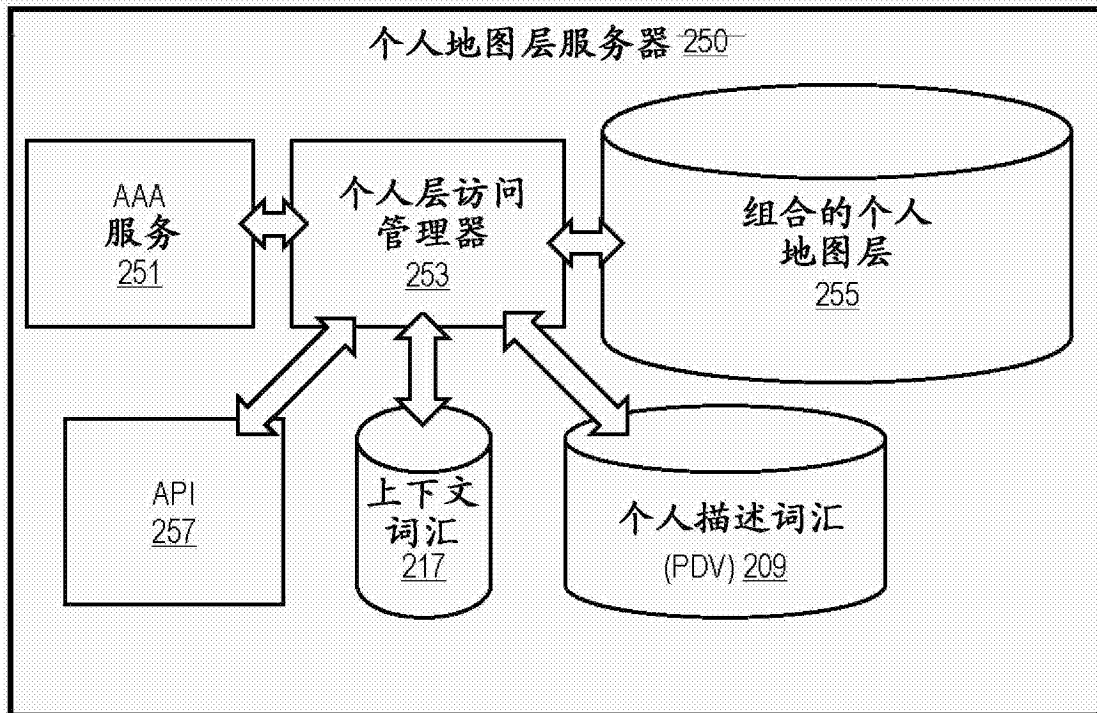 个人地图层服务器 250
AAA
服务
251
个人层访问
管理器
253
组合的个人
地图层
255
API
257
上下文
词汇
217
个人描述词汇
(PDV) 209